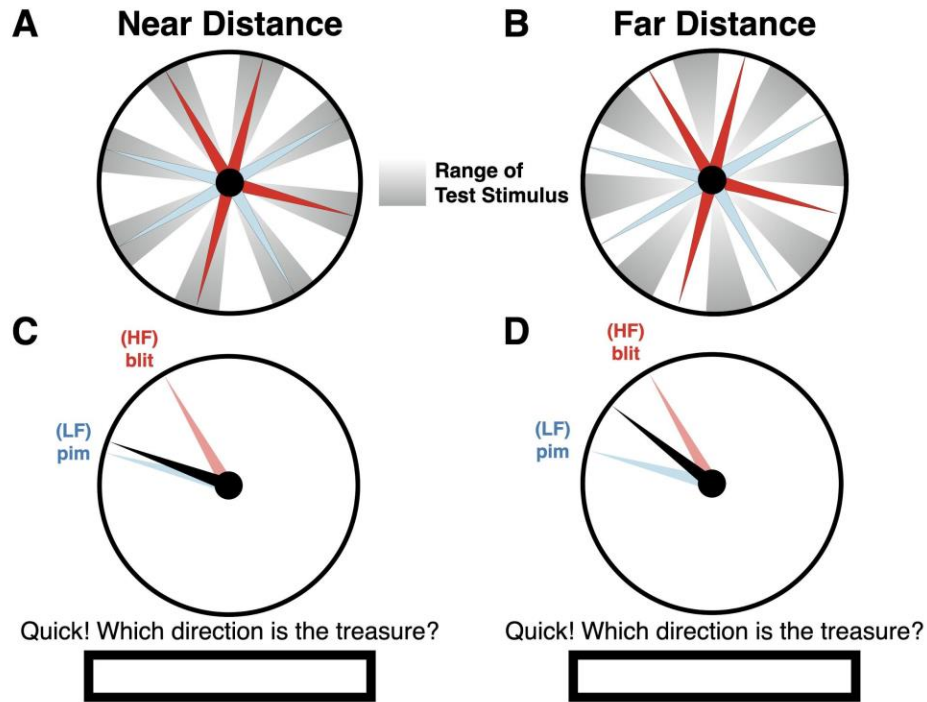 A
Near Distance
B
Far Distance
Range of
Test Stimulus
C
(HF)
blit
(LF)
pim
Quick! Which direction is the treasure?
D
(HF)
blit
(LF)
pim
Quick! Which direction is the treasure?